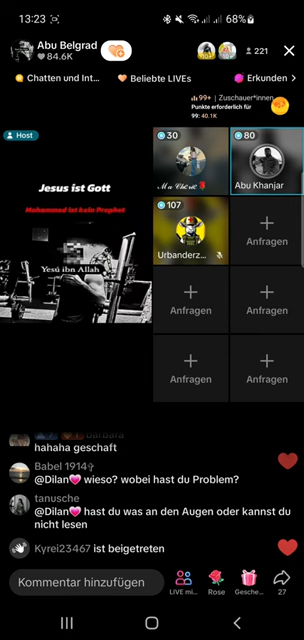 13:23
68%
Abu Belgrad
84.6K
221
Chatten und Int...
Beliebte LIVEs
Erkunden >
99+ | Zuschauer*innen
Punkte erforderlich für
99: 40.1K
Host
30
80
Jesus ist Gott
Mohammed ist kein Prophet
Abu Khanjar
107
Yesú ibn Allah
Urbanderz...
Anfragen
Anfragen
Anfragen
Anfragen
Anfragen
hahaha geschaft
Babel 1914✞
@Dilan💗 wieso? wobei hast du Problem?
tanusche
@Dilan💗 hast du was an den Augen oder kannst du
nicht lesen
Kyrei23467 ist beigetreten
Kommentar hinzufügen
LIVE mi...
Rose
Gesche...
27